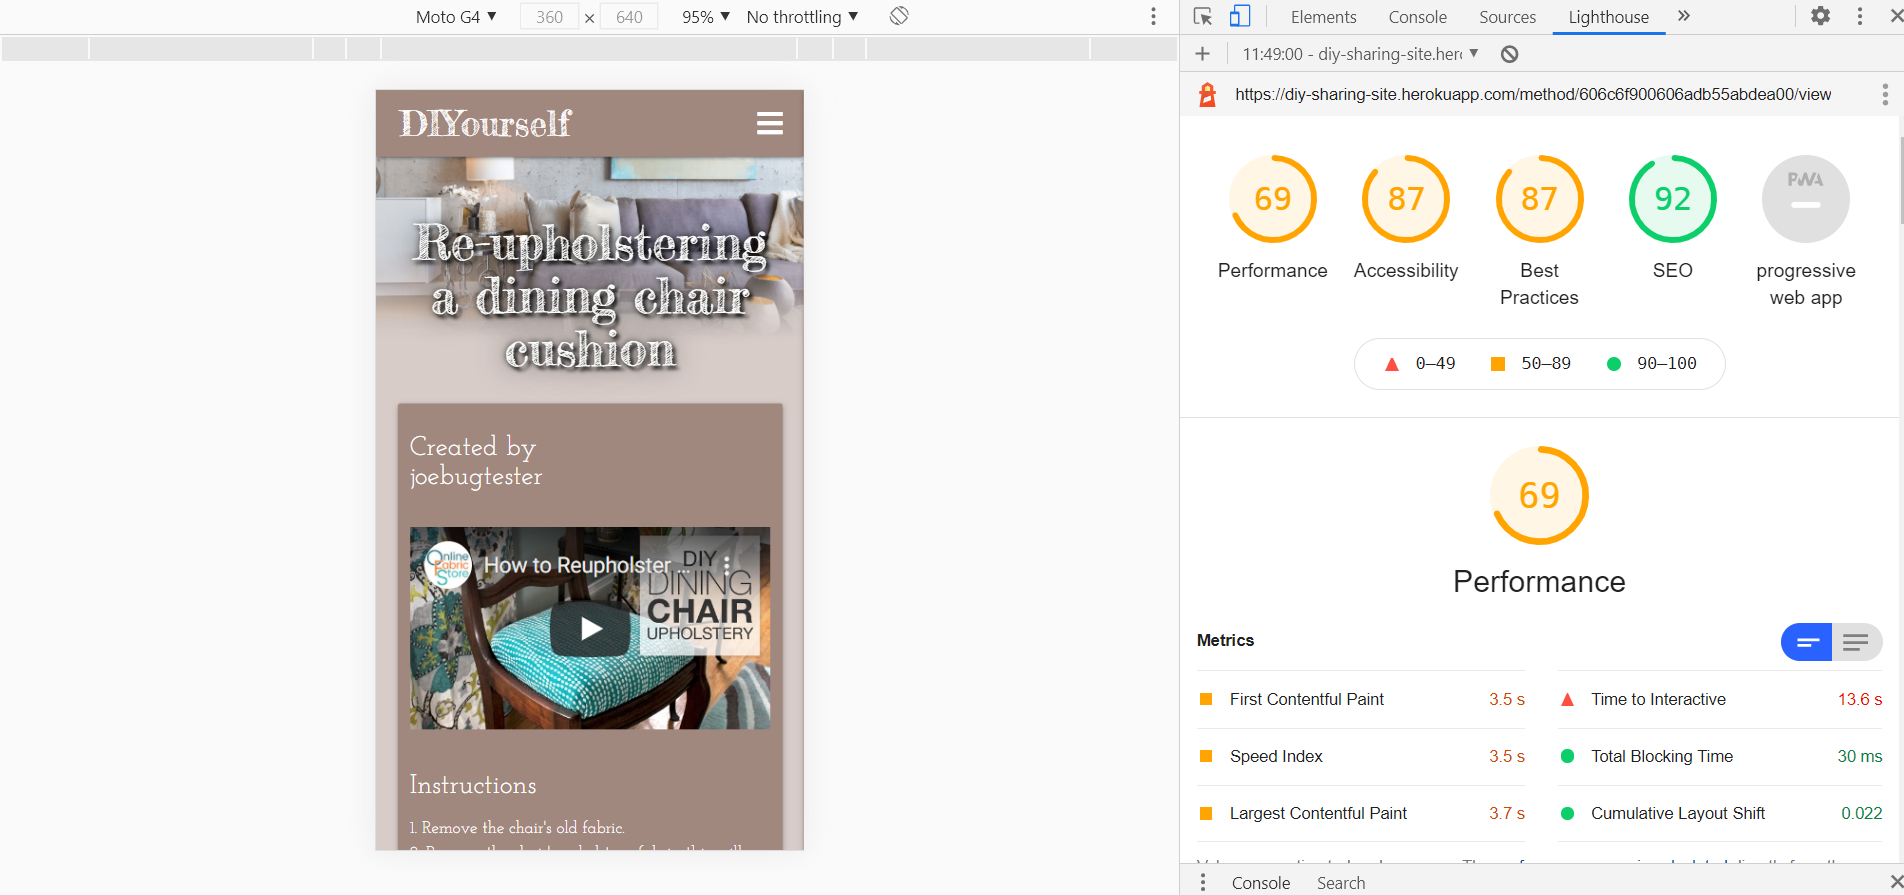 Moto G4 ▼ 360 × 640 95% ▼ No throttling ▼
Elements Console Sources Lighthouse »
+ 11:49:00 - diy-sharing-site.her ▼
https://diy-sharing-site.herokuapp.com/method/606c6f900606adb55abdea00/view
DIYourself
Re-upholstering
a dining chair
cushion
Created by
joebugtester
Online
Fabric
Store
How to Reupholster ...
DIY
DINING
CHAIR
UPHOLSTERY
Instructions
1. Remove the chair's old fabric.
69 87 87 92 PWA
Performance Accessibility Best Practices SEO progressive web app
0–49 50–89 90–100
69
Performance
Metrics
First Contentful Paint 3.5 s
Time to Interactive 13.6 s
Speed Index 3.5 s
Total Blocking Time 30 ms
Largest Contentful Paint 3.7 s
Cumulative Layout Shift 0.022
Console Search